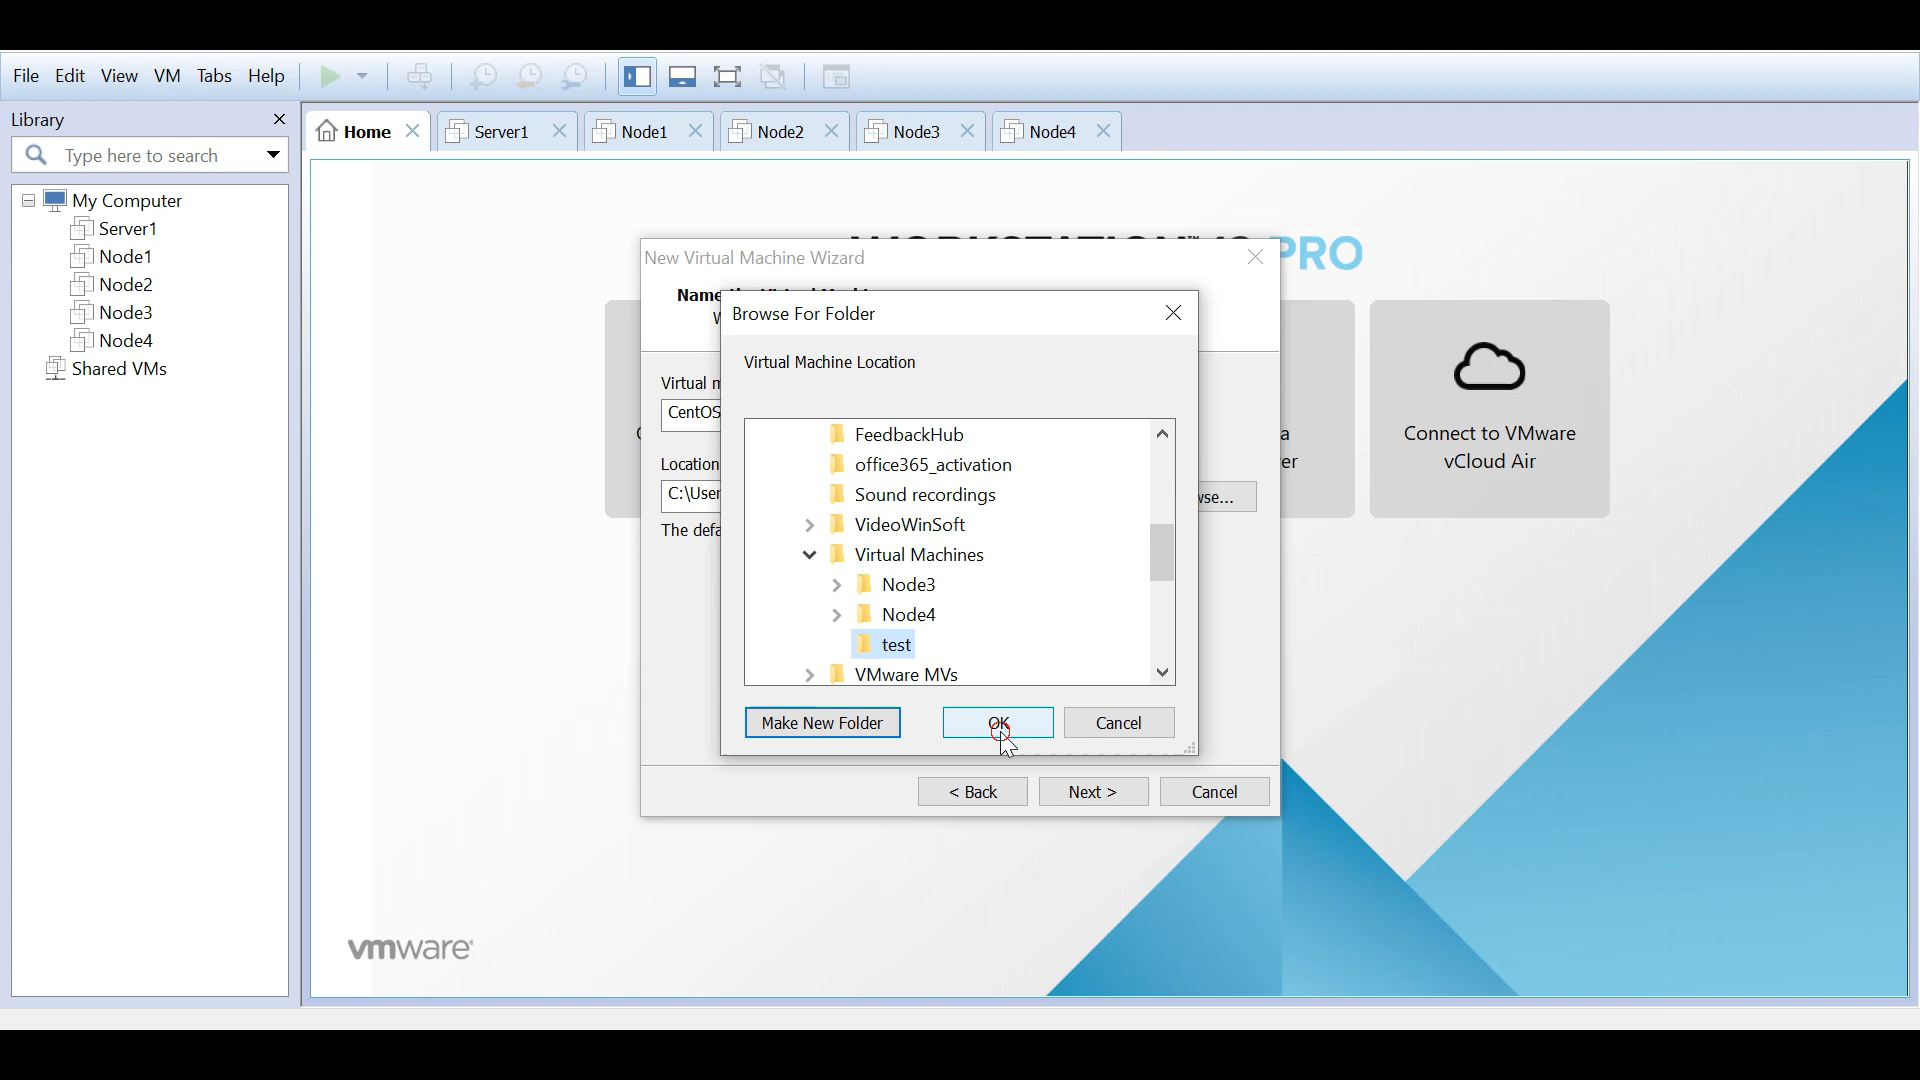 File Edit View VM Tabs Help
Library
Type here to search
My Computer
Server1
Node1
Node2
Node3
Node4
Shared VMs
Home Server1 Node1 Node2 Node3 Node4
PRO
New Virtual Machine Wizard
Name
Browse For Folder
Virtual Machine Location
Virtual
CentOS
Location
C:\User
The
FeedbackHub
office365_activation
Sound recordings
VideoWinSoft
Virtual Machines
Node3
Node4
test
VMware MVs
Make New Folder OK Cancel
< Back Next > Cancel
Connect to VMware
vCloud Air
vmware